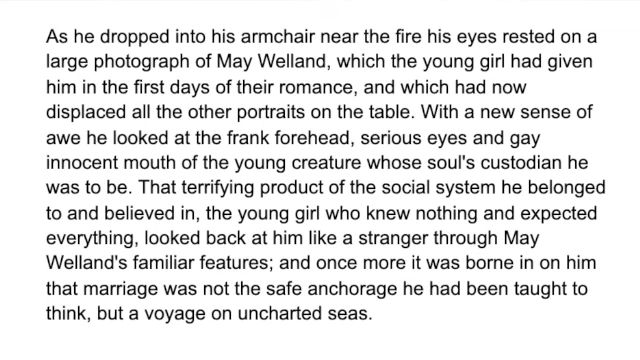 As he dropped into his armchair near the fire his eyes rested on a
large photograph of May Welland, which the young girl had given
him in the first days of their romance, and which had now
displaced all the other portraits on the table. With a new sense of
awe he looked at the frank forehead, serious eyes and gay
innocent mouth of the young creature whose soul's custodian he
was to be. That terrifying product of the social system he belonged
to and believed in, the young girl who knew nothing and expected
everything, looked back at him like a stranger through May
Welland's familiar features; and once more it was borne in on him
that marriage was not the safe anchorage he had been taught to
think, but a voyage on uncharted seas.